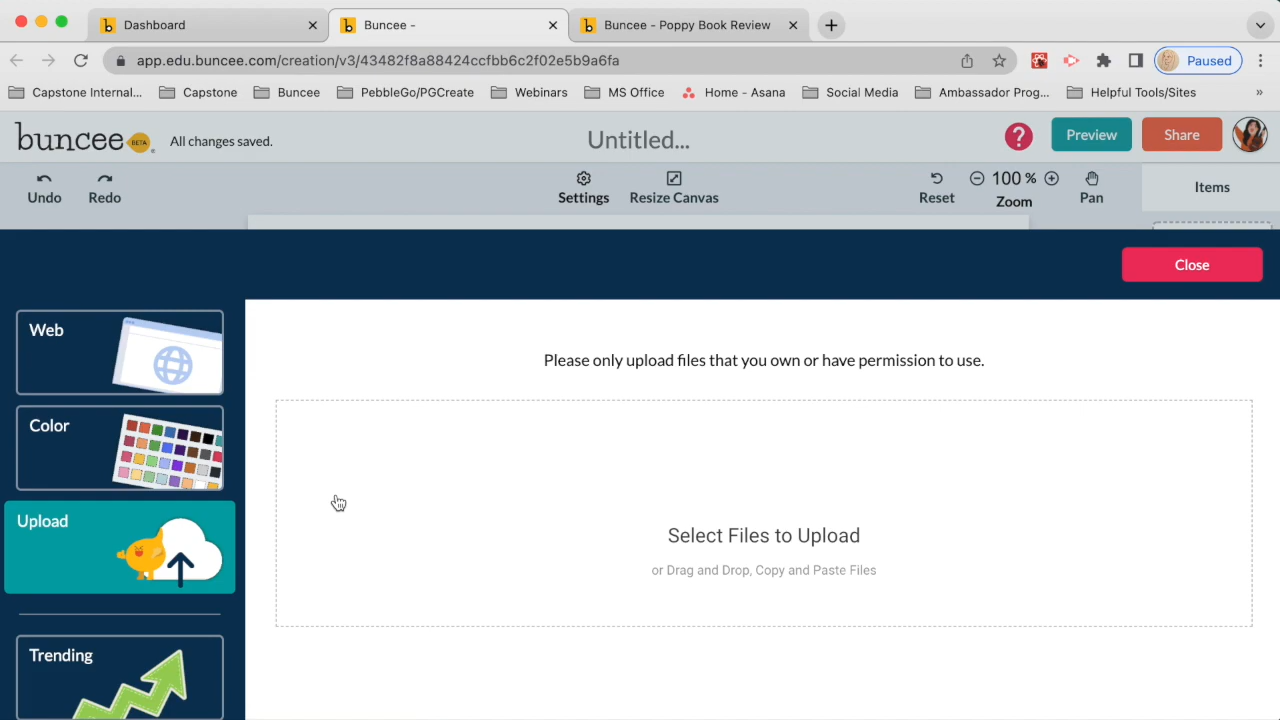 Dashboard
Buncee -
Buncee - Poppy Book Review
app.edu.buncee.com/creation/v3/43482f8a88424ccfbb6c2f02e5b9a6fa
Paused
Capstone Internal...
Capstone
Buncee
PebbleGo/PGCreate
Webinars
MS Office
Home - Asana
Social Media
Ambassador Prog...
Helpful Tools/Sites
»
buncee
BETA
All changes saved.
Untitled...
?
Preview
Share
Undo
Redo
Settings
Resize Canvas
Reset
100 %
Zoom
Pan
Items
Close
Web
Please only upload files that you own or have permission to use.
Color
Upload
Select Files to Upload
or Drag and Drop, Copy and Paste Files
Trending